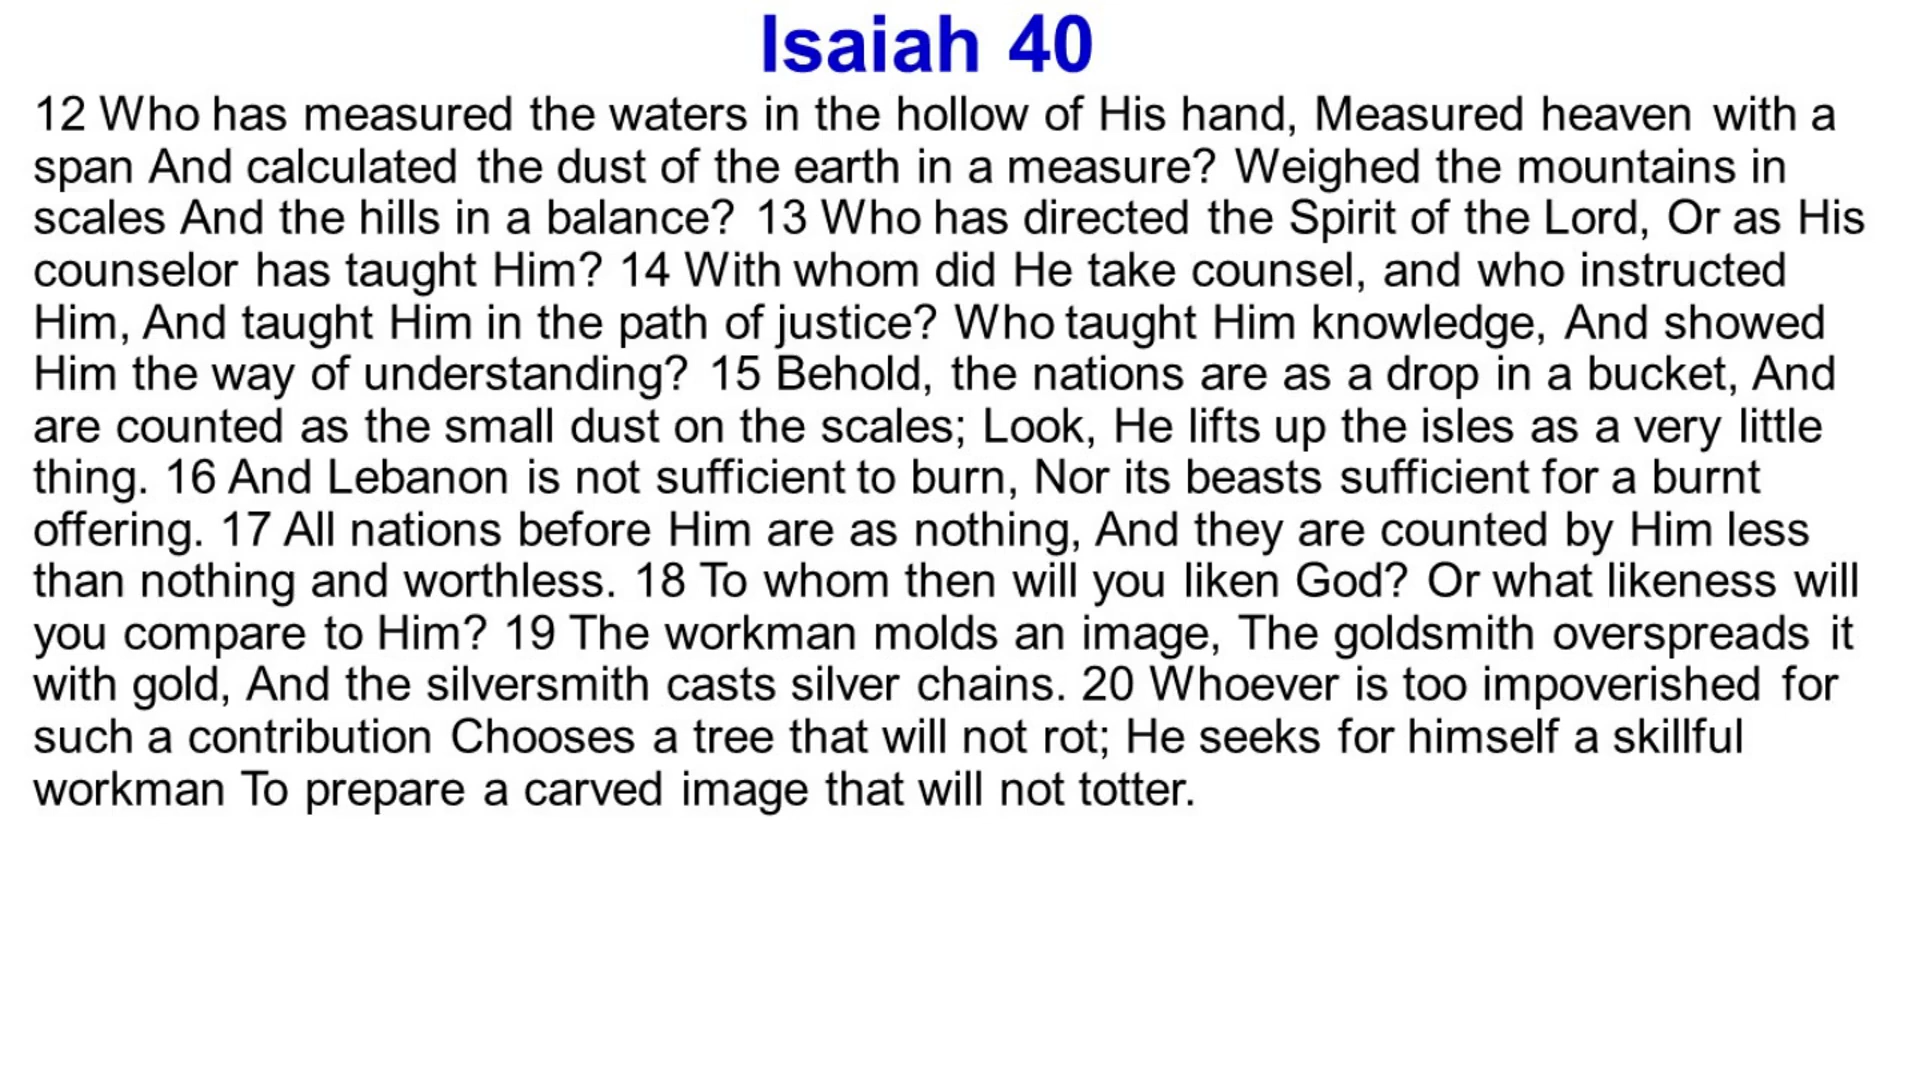 Isaiah 40
12 Who has measured the waters in the hollow of His hand, Measured heaven with a
span And calculated the dust of the earth in a measure? Weighed the mountains in
scales And the hills in a balance? 13 Who has directed the Spirit of the Lord, Or as His
counselor has taught Him? 14 With whom did He take counsel, and who instructed
Him, And taught Him in the path of justice? Who taught Him knowledge, And showed
Him the way of understanding? 15 Behold, the nations are as a drop in a bucket, And
are counted as the small dust on the scales; Look, He lifts up the isles as a very little
thing. 16 And Lebanon is not sufficient to burn, Nor its beasts sufficient for a burnt
offering. 17 All nations before Him are as nothing, And they are counted by Him less
than nothing and worthless. 18 To whom then will you liken God? Or what likeness will
you compare to Him? 19 The workman molds an image, The goldsmith overspreads it
with gold, And the silversmith casts silver chains. 20 Whoever is too impoverished for
such a contribution Chooses a tree that will not rot; He seeks for himself a skillful
workman To prepare a carved image that will not totter.